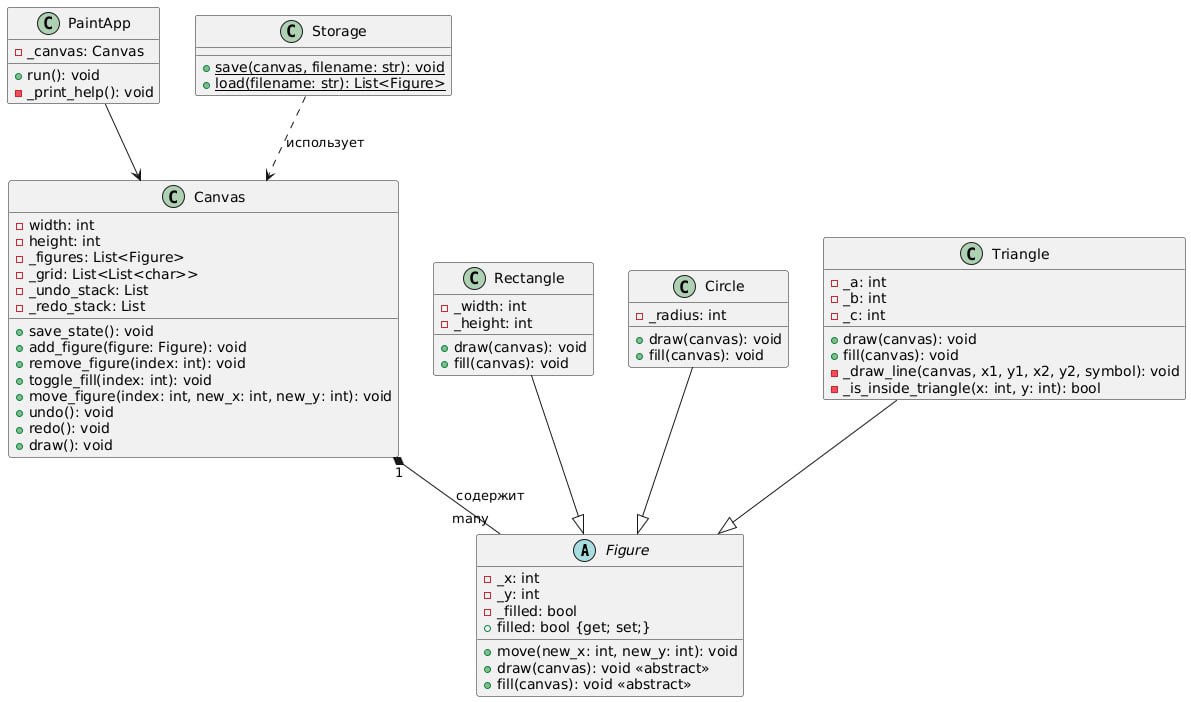 C PaintApp
_canvas: Canvas
run(): void
_print_help(): void
C Storage
save(canvas, filename: str): void
load(filename: str): List<Figure>
использует
C Canvas
width: int
height: int
_figures: List<Figure>
_grid: List<List<char>>
_undo_stack: List
_redo_stack: List
save_state(): void
add_figure(figure: Figure): void
remove_figure(index: int): void
toggle_fill(index: int): void
move_figure(index: int, new_x: int, new_y: int): void
undo(): void
redo(): void
draw(): void
C Rectangle
_width: int
_height: int
draw(canvas): void
fill(canvas): void
C Circle
_radius: int
draw(canvas): void
fill(canvas): void
C Triangle
_a: int
_b: int
_c: int
draw(canvas): void
fill(canvas): void
_draw_line(canvas, x1, y1, x2, y2, symbol): void
_is_inside_triangle(x: int, y: int): bool
1
содержит
many
A Figure
_x: int
_y: int
_filled: bool
filled: bool {get; set;}
move(new_x: int, new_y: int): void
draw(canvas): void «abstract»
fill(canvas): void «abstract»